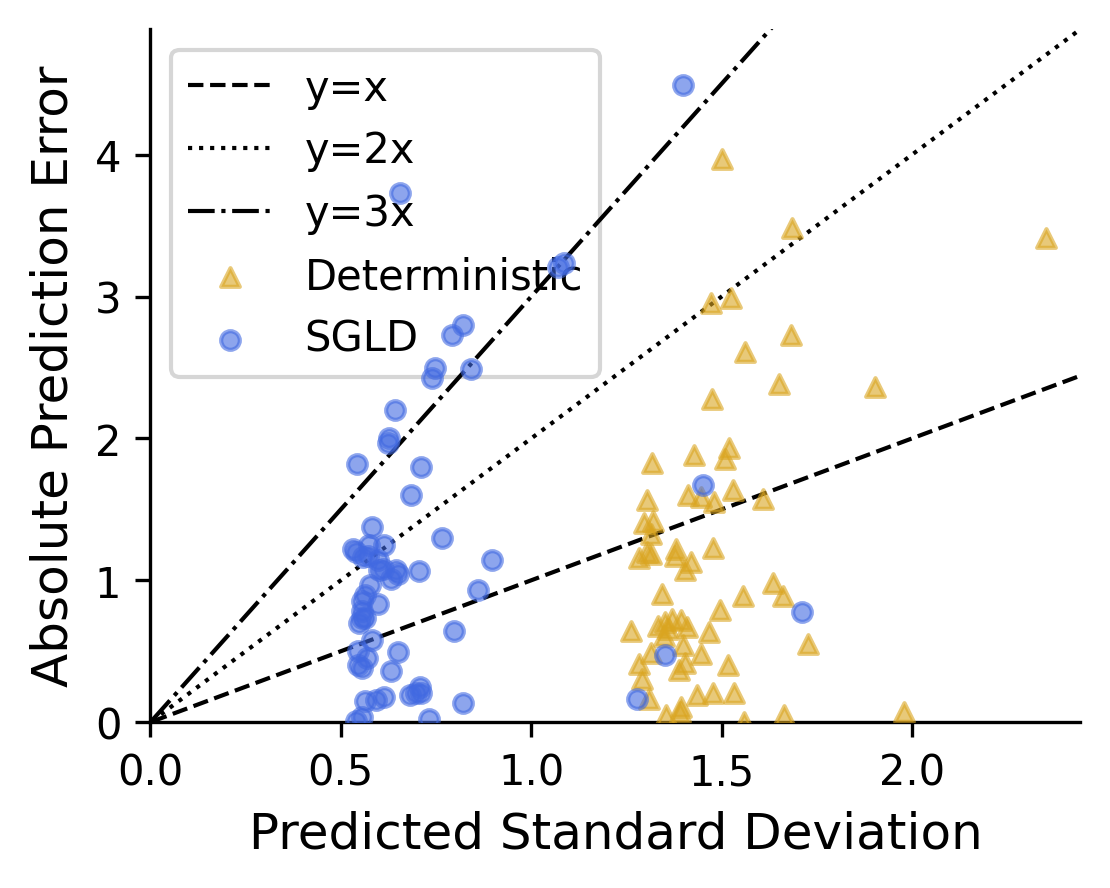 y=x
y=2x
y=3x
Deterministic
SGLD
Absolute Prediction Error
4
3
2
1
0
0.0 0.5 1.0 1.5 2.0
Predicted Standard Deviation